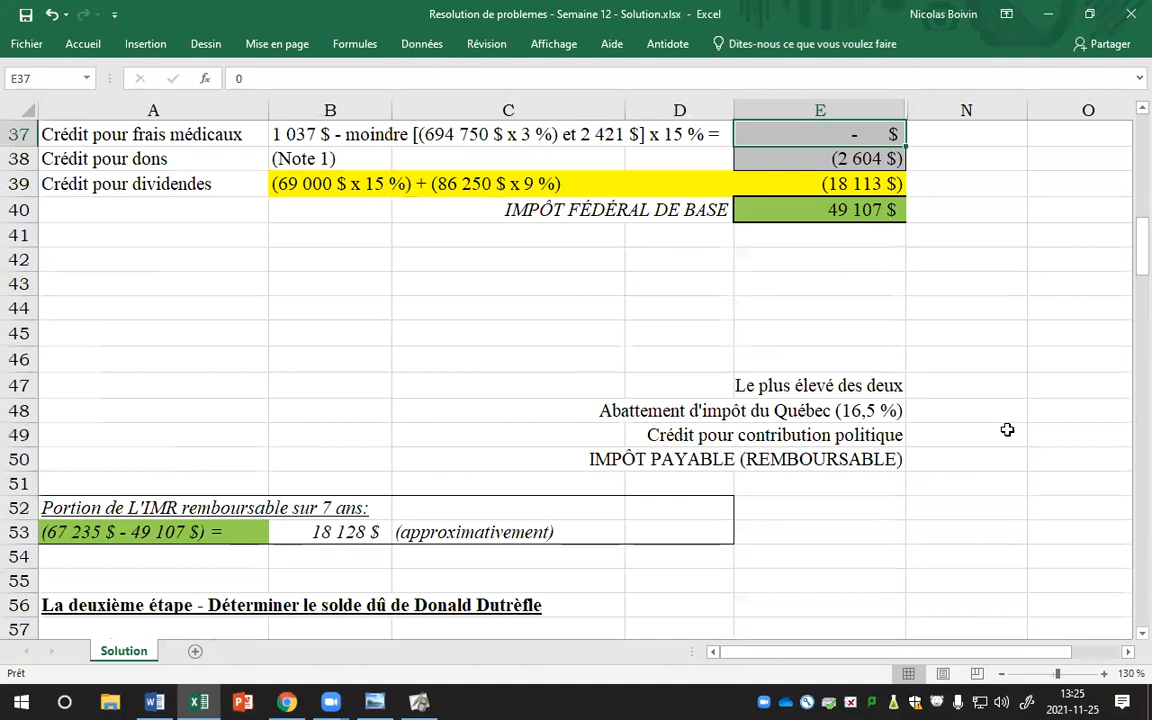 Resolution de problemes - Semaine 12 - Solution.xlsx - Excel
Nicolas Boivin
Fichier Accueil Insertion Dessin Mise en page Formules Données Révision Affichage Aide Antidote Dites-nous ce que vous voulez faire Partager
E37 fx 0
A B C D E N O
37 Crédit pour frais médicaux 1 037 $ - moindre [(694 750 $ x 3 %) et 2 421 $] x 15 % = - $
38 Crédit pour dons (Note 1) (2 604 $)
39 Crédit pour dividendes (69 000 $ x 15 %) + (86 250 $ x 9 %) (18 113 $)
40 IMPÔT FÉDÉRAL DE BASE 49 107 $
41
42
43
44
45
46
47 Le plus élevé des deux
48 Abattement d'impôt du Québec (16,5 %)
49 Crédit pour contribution politique
50 IMPÔT PAYABLE (REMBOURSABLE)
51
52 Portion de L'IMR remboursable sur 7 ans:
53 (67 235 $ - 49 107 $) = 18 128 $ (approximativement)
54
55
56 La deuxième étape - Déterminer le solde dû de Donald Dutrèfle
57
Solution
Prêt
130 %
13:25
2021-11-25